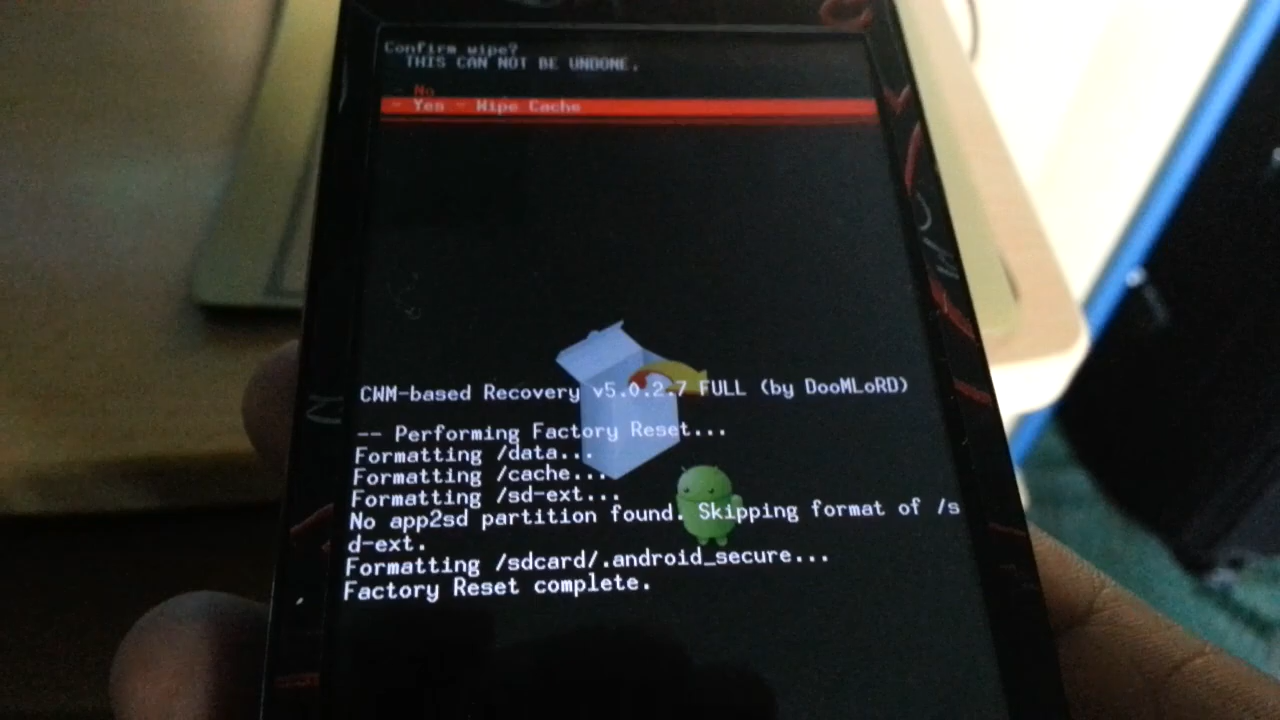 Confirm wipe?
THIS CAN NOT BE UNDONE.
- No
- Yes - Wipe Cache
CWM-based Recovery v5.0.2.7 FULL (by DooMLoRD)
-- Performing Factory Reset...
Formatting /data...
Formatting /cache...
Formatting /sd-ext...
No app2sd partition found. Skipping format of /s
d-ext.
Formatting /sdcard/.android_secure...
Factory Reset complete.